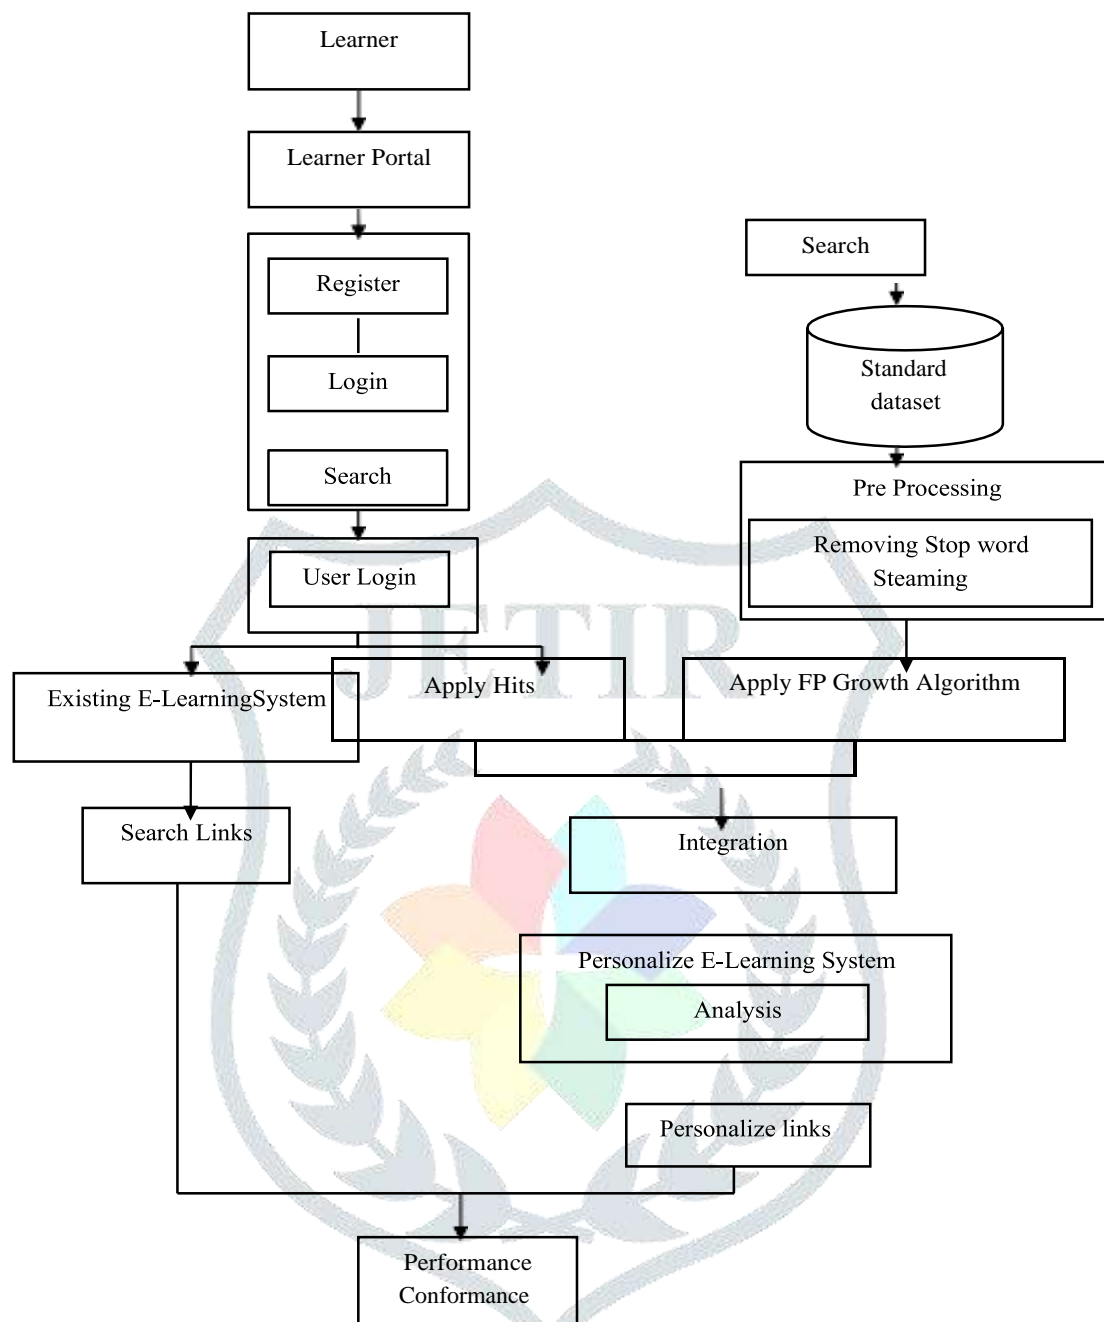 Learner
Learner Portal
Register
Login
Search
User Login
Search
Standard
dataset
Pre Processing
Removing Stop word
Steaming
JETIR
Existing E-LearningSystem
Apply Hits
Apply FP Growth Algorithm
Search Links
Integration
Personalize E-Learning System
Analysis
Personalize links
Performance
Conformance